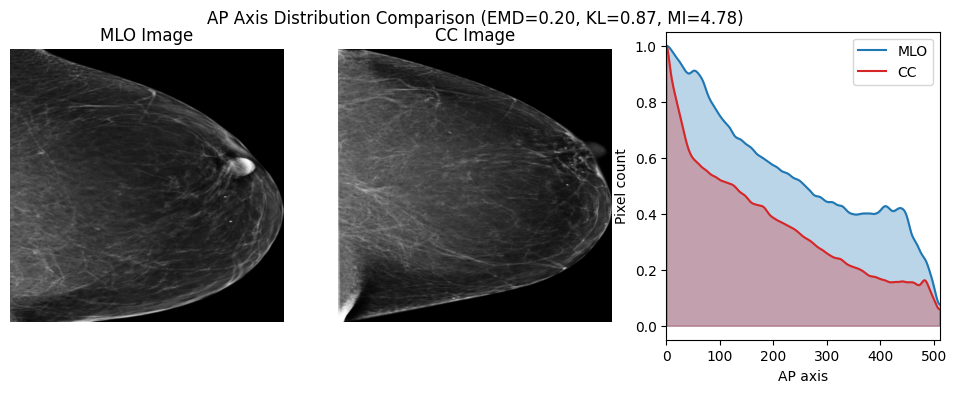 AP Axis Distribution Comparison (EMD=0.20, KL=0.87, MI=4.78)
MLO Image
CC Image
MLO
CC
Pixel count
1.0
0.8
0.6
0.4
0.2
0.0
0 100 200 300 400 500
AP axis